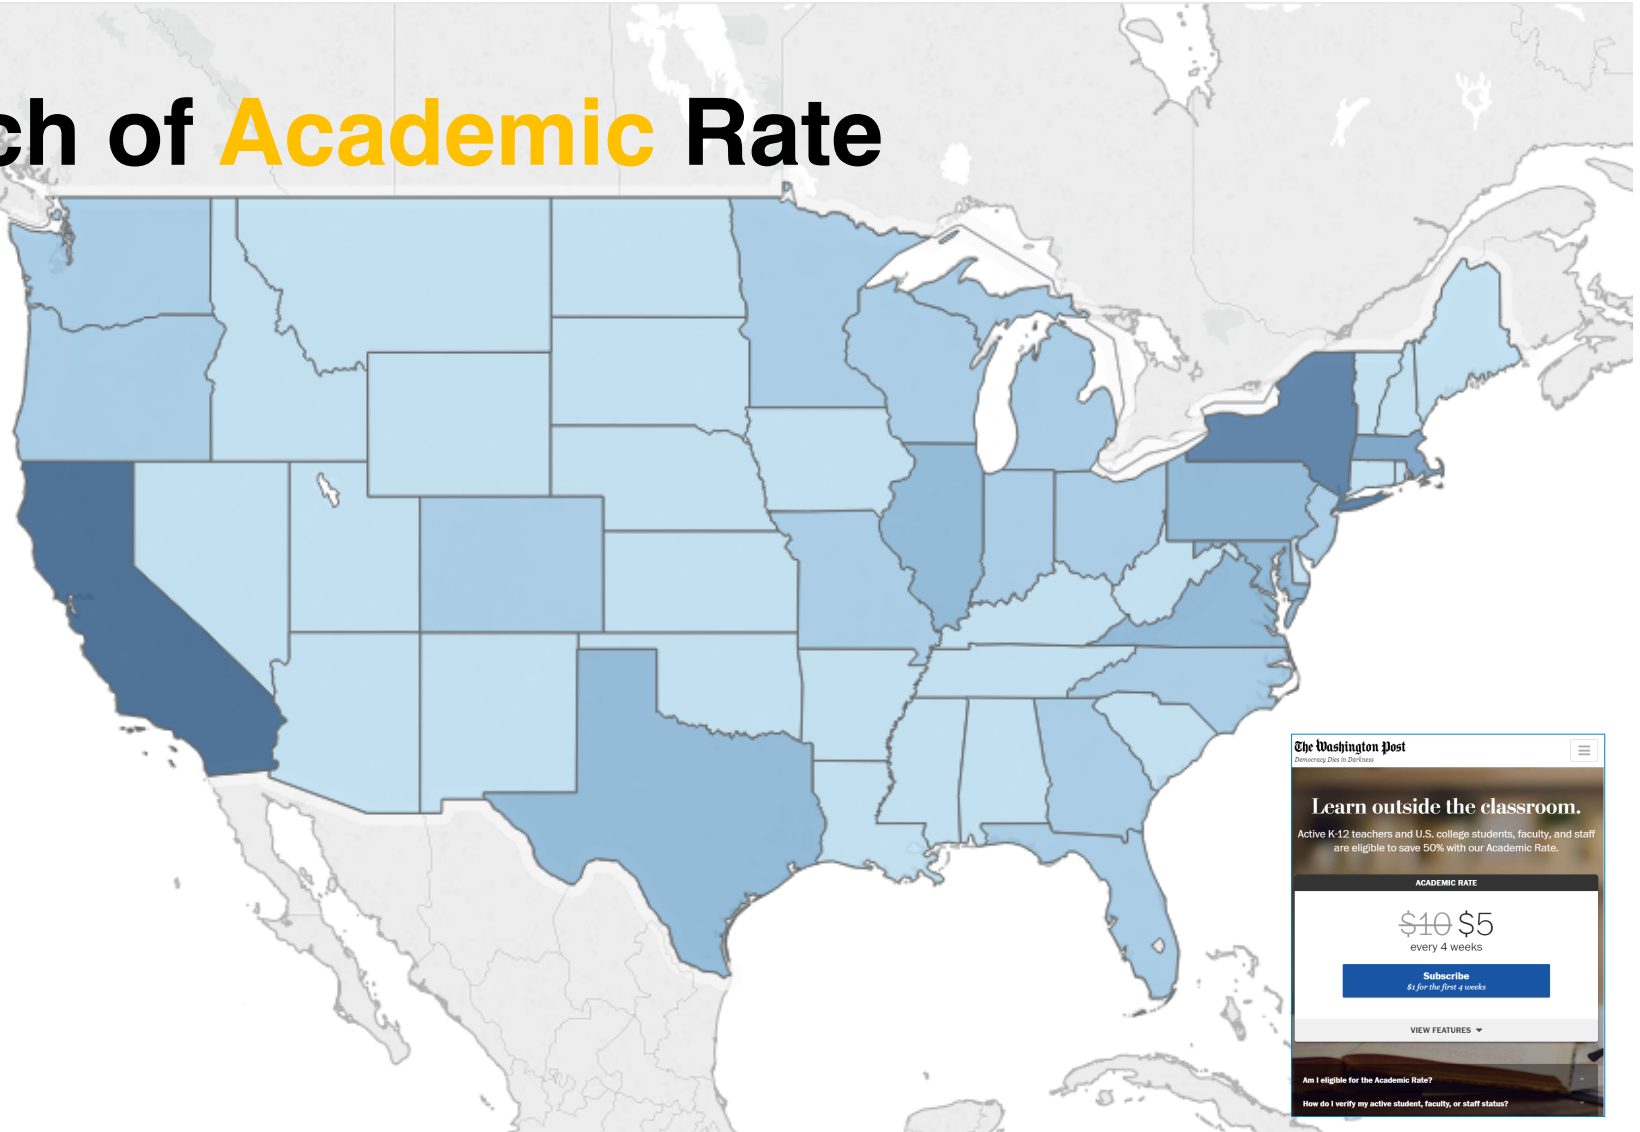 ch of Academic Rate
The Washington Post
Democracy Dies in Darkness
Learn outside the classroom.
Active K-12 teachers and U.S. college students, faculty, and staff
are eligible to save 50% with our Academic Rate.
ACADEMIC RATE
$10 $5
every 4 weeks
Subscribe
$1 for the first 4 weeks
VIEW FEATURES
Am I eligible for the Academic Rate?
How do I verify my active student, faculty, or staff status?